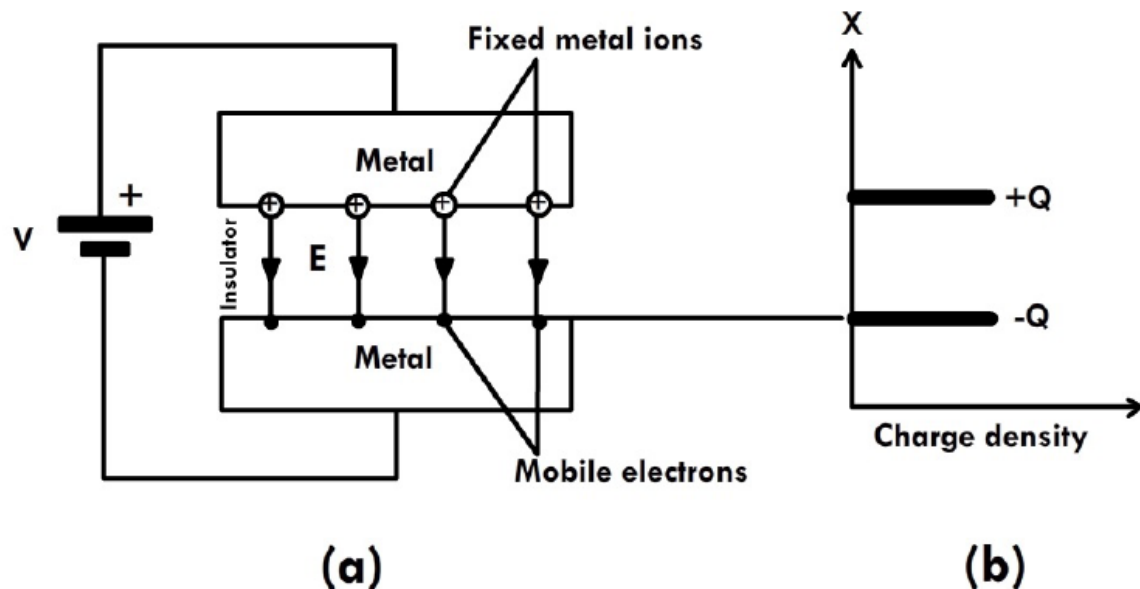 Fixed metal ions
X
Metal
+
+ + + +
+Q
V
Insulator
E
-Q
Metal
Charge density
Mobile electrons
(a)
(b)